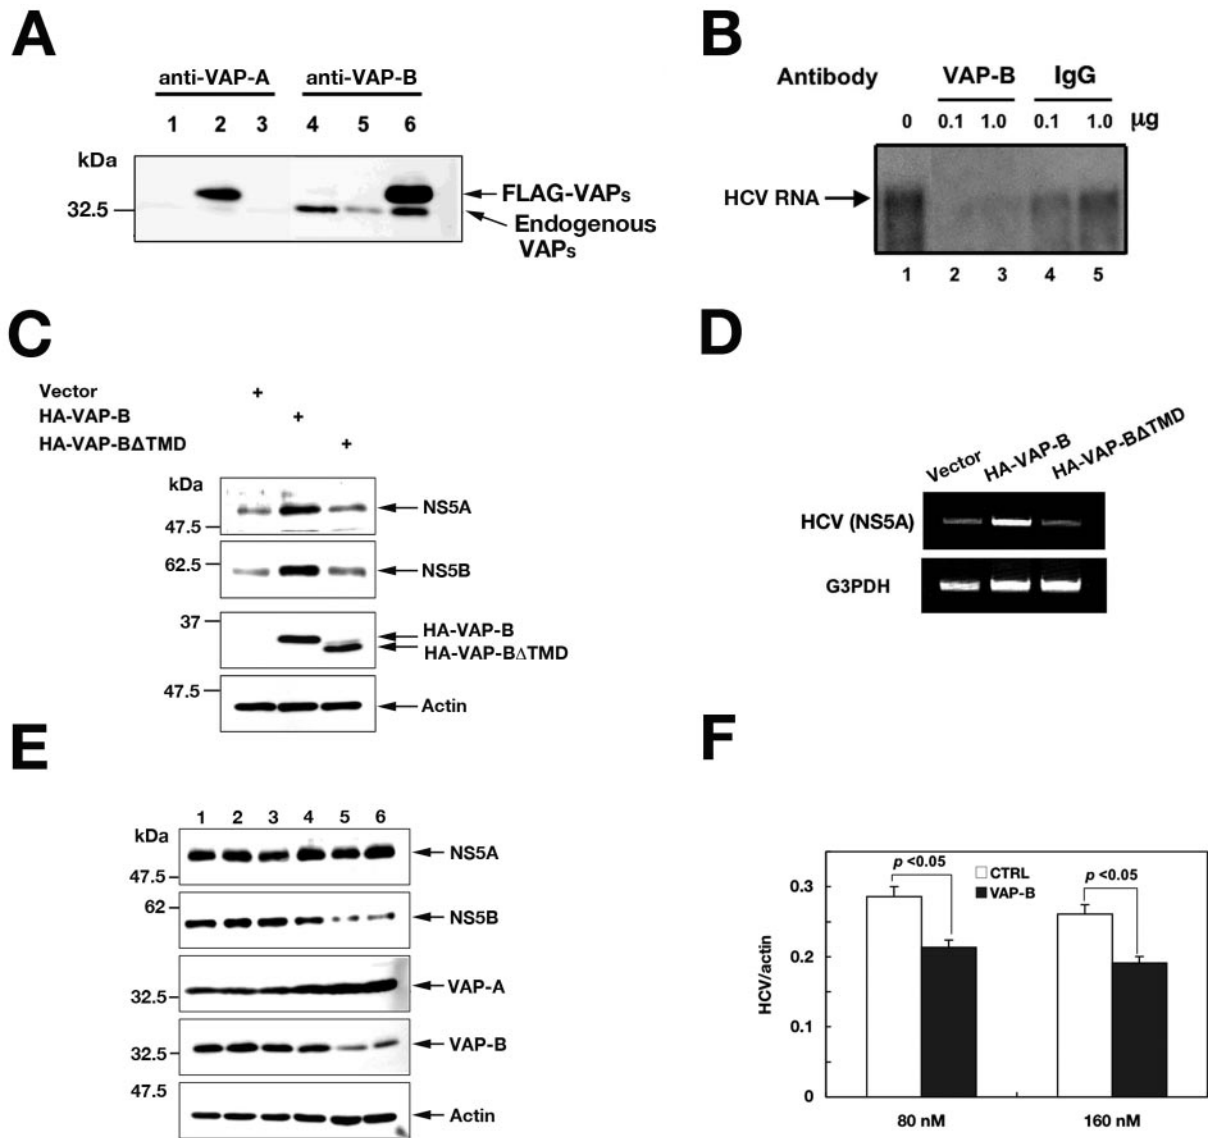 A
anti-VAP-A anti-VAP-B
1 2 3 4 5 6
kDa
32.5
FLAG-VAPs
Endogenous
VAPs
B
Antibody VAP-B IgG
0 0.1 1.0 0.1 1.0 µg
HCV RNA
1 2 3 4 5
C
Vector +
HA-VAP-B +
HA-VAP-BΔTMD +
kDa
47.5
NS5A
62.5
NS5B
37
HA-VAP-B
HA-VAP-BΔTMD
47.5
Actin
D
Vector HA-VAP-B HA-VAP-BΔTMD
HCV (NS5A)
G3PDH
E
1 2 3 4 5 6
kDa
47.5
NS5A
62
NS5B
32.5
VAP-A
32.5
VAP-B
47.5
Actin
F
p <0.05 p <0.05
CTRL
VAP-B
HCV/actin
0.3
0.2
0.1
0
80 nM 160 nM